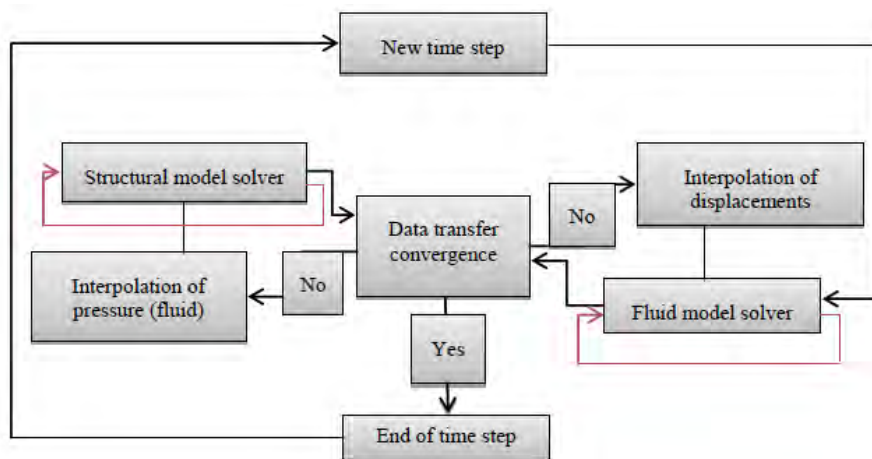 New time step
Structural model solver
Interpolation of
displacements
No
Data transfer
convergence
Interpolation of
pressure (fluid)
No
Fluid model solver
Yes
End of time step